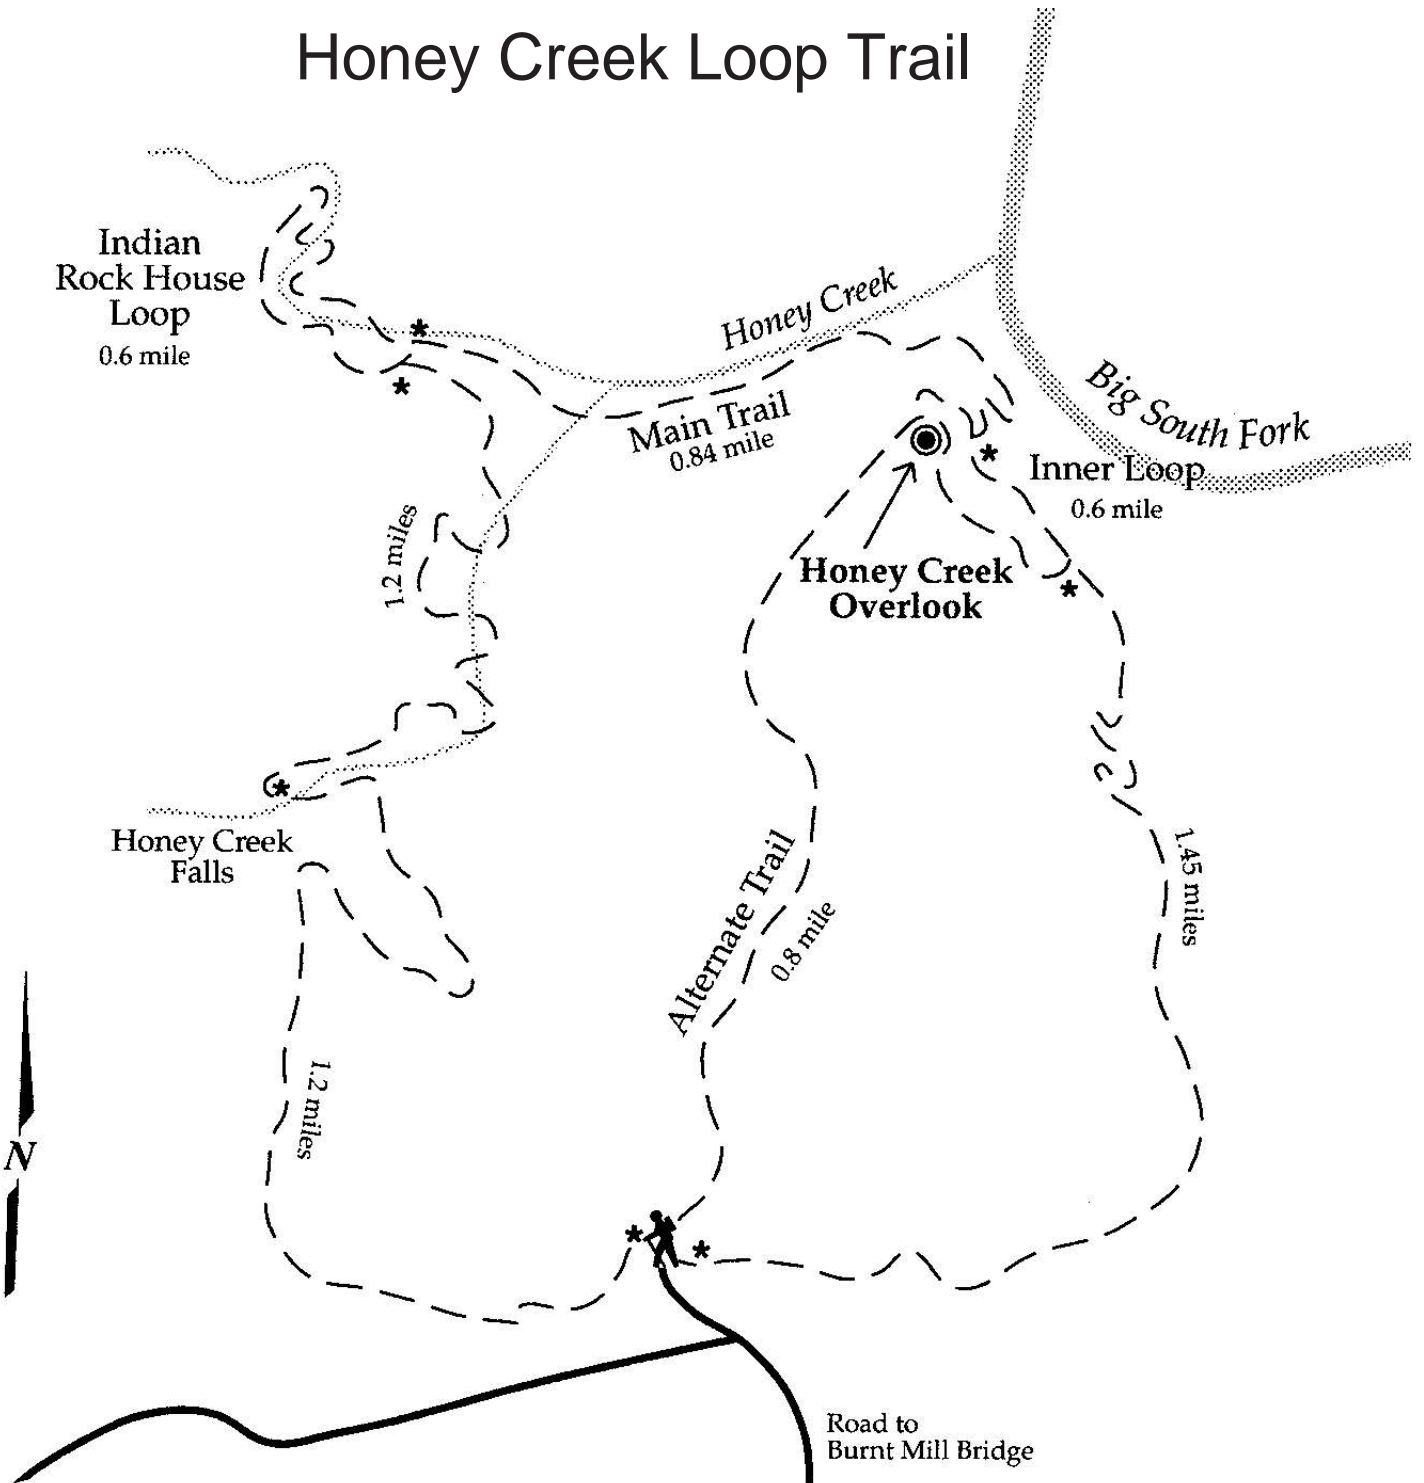 Honey Creek Loop Trail
Indian
Rock House
Loop
0.6 mile
Honey Creek
Big South Fork
Main Trail
0.84 mile
Inner Loop
0.6 mile
1.2 miles
Honey Creek
Overlook
Honey Creek
Falls
1.45 miles
Alternate Trail
0.8 mile
1.2 miles
N
Road to
Burnt Mill Bridge